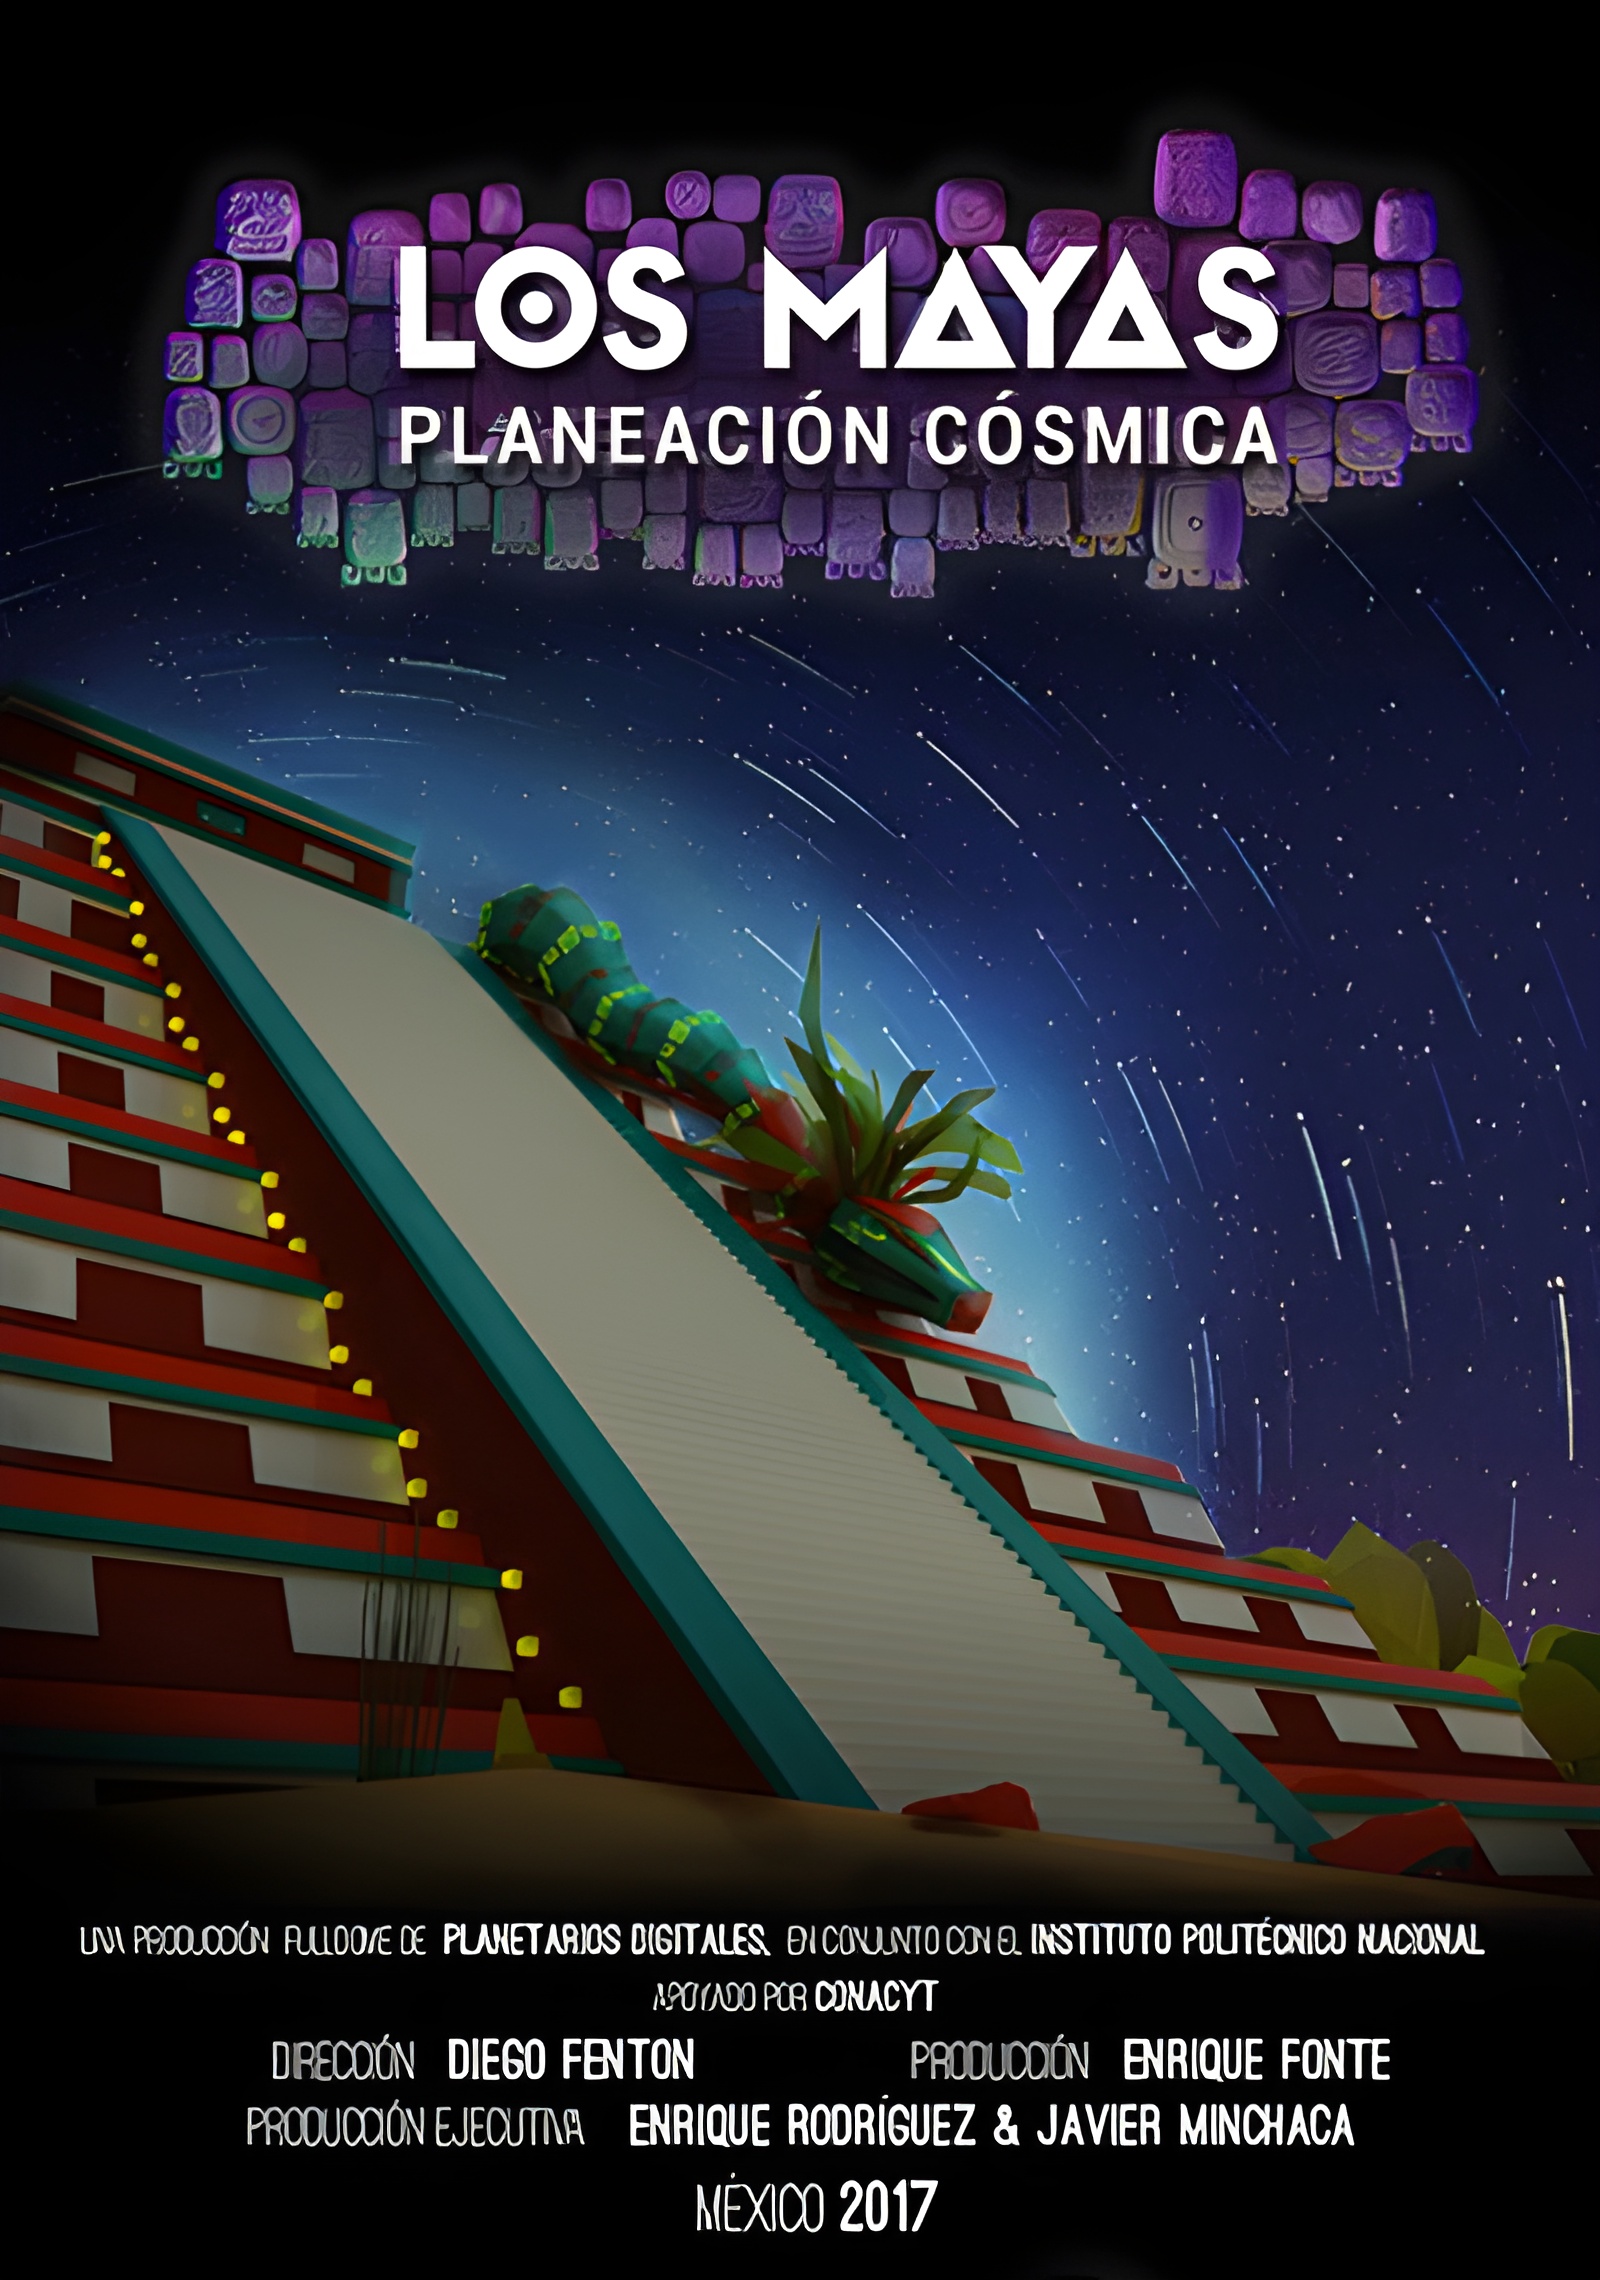 LOS MAYAS
PLANEACIÓN CÓSMICA
UNA PRODUCCIÓN FULLDOME DE PLANETARIOS DIGITALES, EN CONJUNTO CON EL INSTITUTO POLITÉCNICO NACIONAL
APOYADO POR CONACYT
DIRECCIÓN DIEGO FENTON PRODUCCIÓN ENRIQUE FONTE
PRODUCCIÓN EJECUTIVA ENRIQUE RODRÍGUEZ & JAVIER MINCHACA
MÉXICO 2017